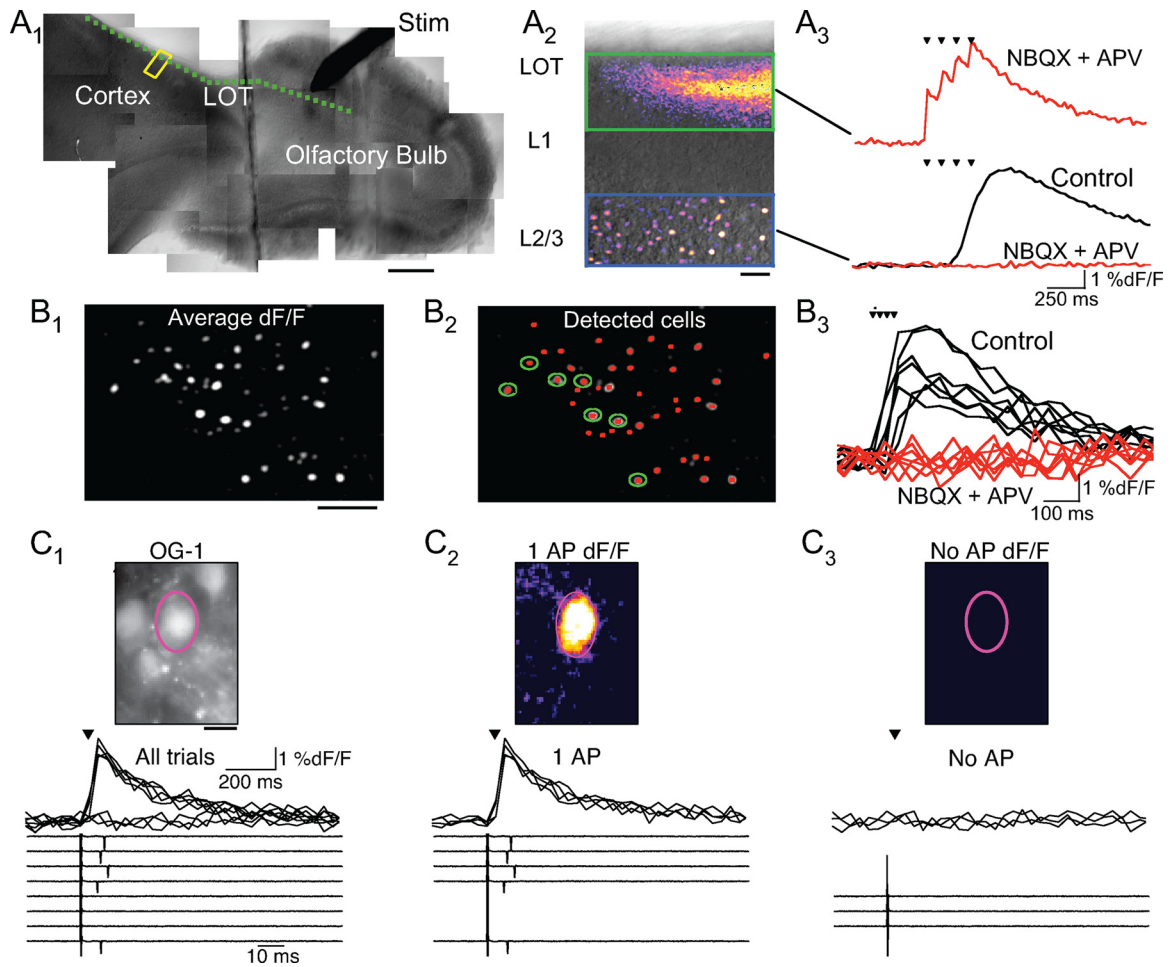 A1
Stim
Cortex
LOT
Olfactory Bulb
A2
LOT
L1
L2/3
A3
NBQX + APV
Control
NBQX + APV
1 %dF/F
250 ms
B1
Average dF/F
B2
Detected cells
B3
Control
NBQX + APV
1 %dF/F
100 ms
C1
OG-1
All trials
1 %dF/F
200 ms
10 ms
C2
1 AP dF/F
1 AP
C3
No AP dF/F
No AP